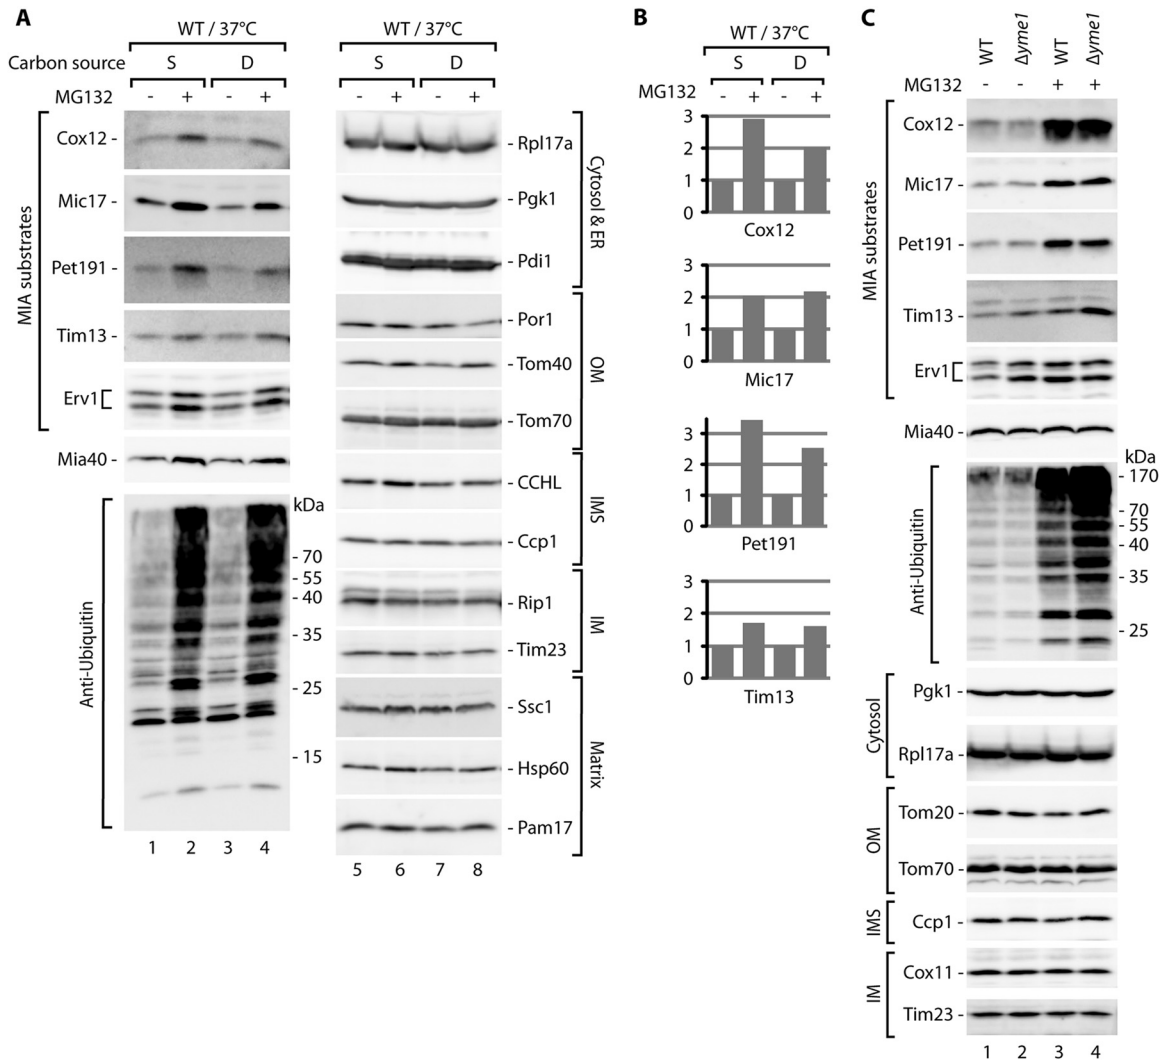 A
WT / 37°C
WT / 37°C
Carbon source
S
D
S
D
MG132
-
+
-
+
-
+
-
+
MIA substrates
Cox12 -
Mic17 -
Pet191 -
Tim13 -
Erv1
Mia40 -
Anti-Ubiquitin
kDa
- 70
- 55
- 40
- 35
- 25
- 15
1
2
3
4
- Rpl17a
- Pgk1
- Pdi1
Cytosol & ER
- Por1
- Tom40
- Tom70
OM
- CCHL
- Ccp1
IMS
- Rip1
- Tim23
IM
- Ssc1
- Hsp60
- Pam17
Matrix
5
6
7
8
B
WT / 37°C
S
D
MG132
-
+
-
+
3
2
1
0
Cox12
3
2
1
0
Mic17
3
2
1
0
Pet191
3
2
1
0
Tim13
C
WT
Δyme1
WT
Δyme1
MG132
-
-
+
+
MIA substrates
Cox12 -
Mic17 -
Pet191 -
Tim13 -
Erv1
Mia40 -
Anti-Ubiquitin
kDa
- 170
- 70
- 55
- 40
- 35
- 25
Cytosol
Pgk1 -
Rpl17a -
OM
Tom20 -
Tom70 -
IMS
Ccp1 -
IM
Cox11 -
Tim23 -
1
2
3
4